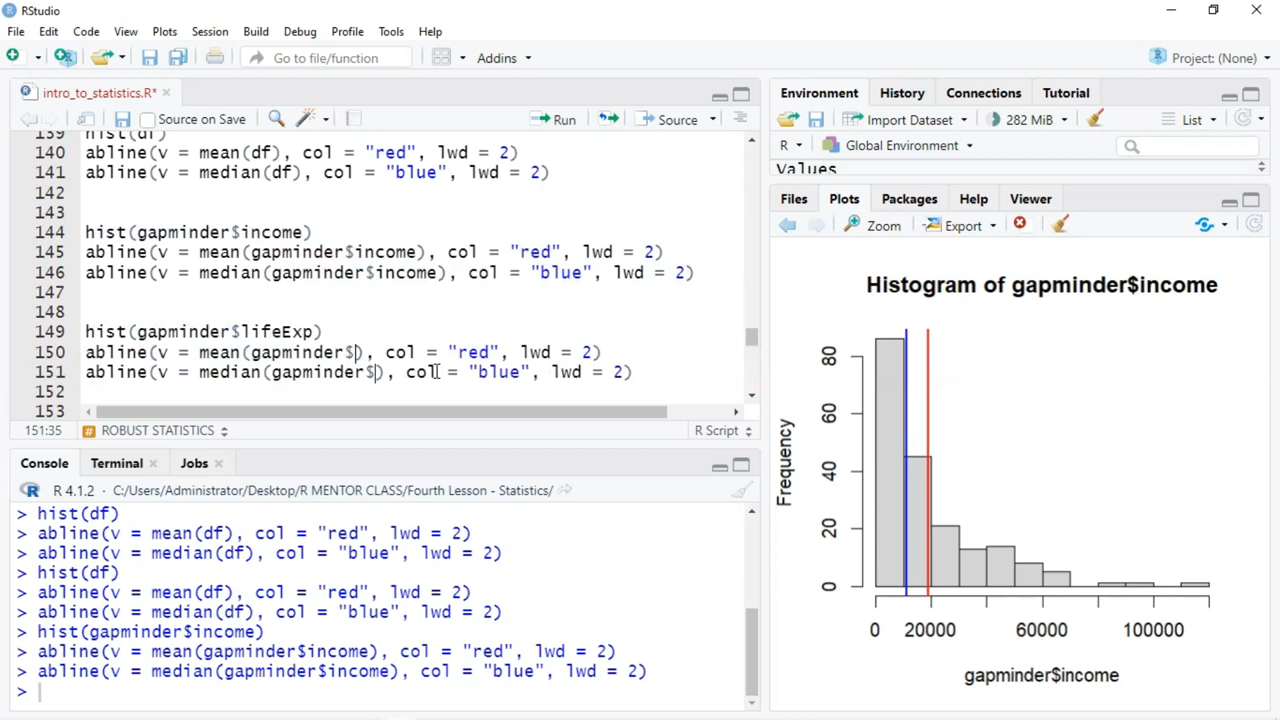 RStudio
File Edit Code View Plots Session Build Debug Profile Tools Help
Go to file/function Addins Project: (None)
intro_to_statistics.R*
Source on Save Run Source
139 hist(df)
140 abline(v = mean(df), col = "red", lwd = 2)
141 abline(v = median(df), col = "blue", lwd = 2)
142
143
144 hist(gapminder$income)
145 abline(v = mean(gapminder$income), col = "red", lwd = 2)
146 abline(v = median(gapminder$income), col = "blue", lwd = 2)
147
148
149 hist(gapminder$lifeExp)
150 abline(v = mean(gapminder$), col = "red", lwd = 2)
151 abline(v = median(gapminder$), col = "blue", lwd = 2)
152
153
151:35 # ROBUST STATISTICS R Script
Console Terminal Jobs
R 4.1.2 · C:/Users/Administrator/Desktop/R MENTOR CLASS/Fourth Lesson - Statistics/
> hist(df)
> abline(v = mean(df), col = "red", lwd = 2)
> abline(v = median(df), col = "blue", lwd = 2)
> hist(df)
> abline(v = mean(df), col = "red", lwd = 2)
> abline(v = median(df), col = "blue", lwd = 2)
> hist(gapminder$income)
> abline(v = mean(gapminder$income), col = "red", lwd = 2)
> abline(v = median(gapminder$income), col = "blue", lwd = 2)
>
Environment History Connections Tutorial
Import Dataset 282 MiB List
R Global Environment
Values
Files Plots Packages Help Viewer
Zoom Export
Histogram of gapminder$income
80
60
40
20
0
Frequency
0 20000 60000 100000
gapminder$income